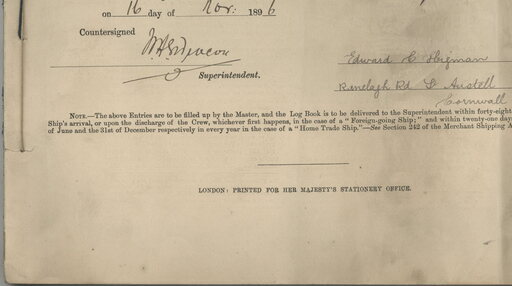 on 16 day of Nov: 1896
Countersigned
Superintendent.
Edward C Higman
Ranelagh Rd St Austell
Cornwall
NOTE.—The above Entries are to be filled up by the Master, and the Log Book is to be delivered to the Superintendent within forty-eight
Ship's arrival, or upon the discharge of the Crew, whichever first happens, in the case of a "Foreign-going Ship;" and within twenty-one day
of June and the 31st of December respectively in every year in the case of a "Home Trade Ship."—See Section 242 of the Merchant Shipping A
LONDON: PRINTED FOR HER MAJESTY'S STATIONERY OFFICE.